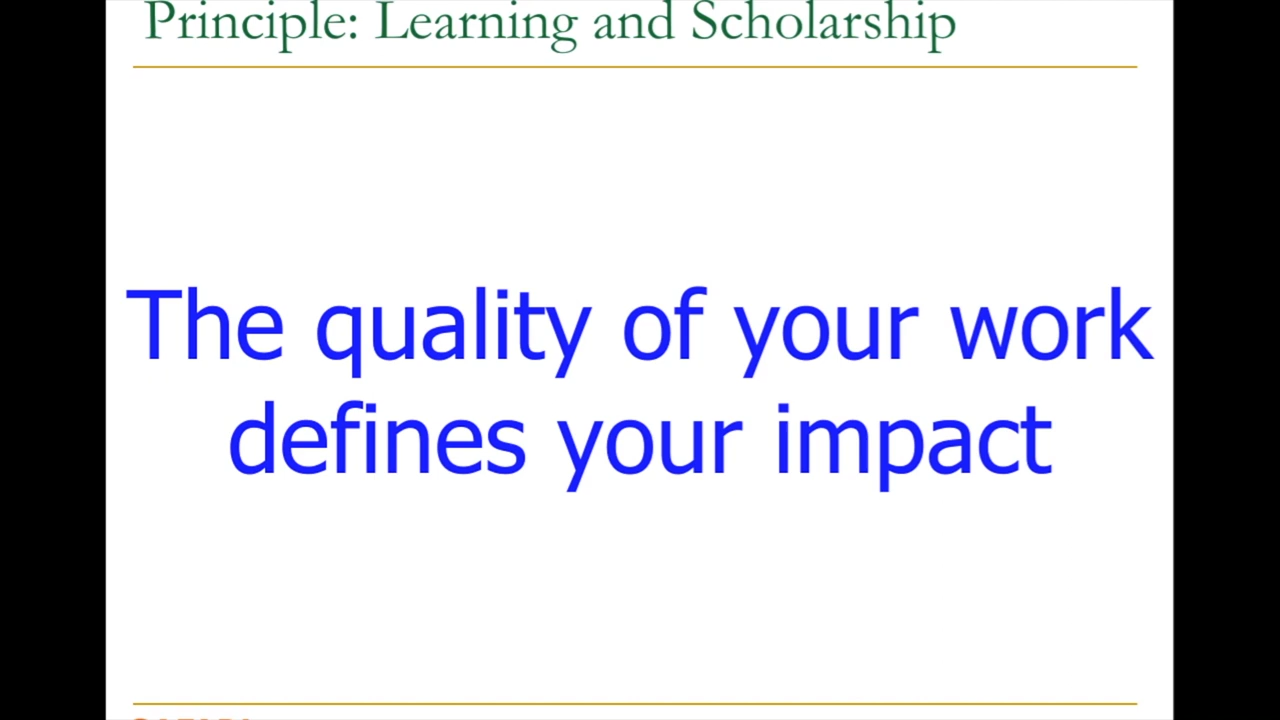 Principle: Learning and Scholarship
The quality of your work
defines your impact